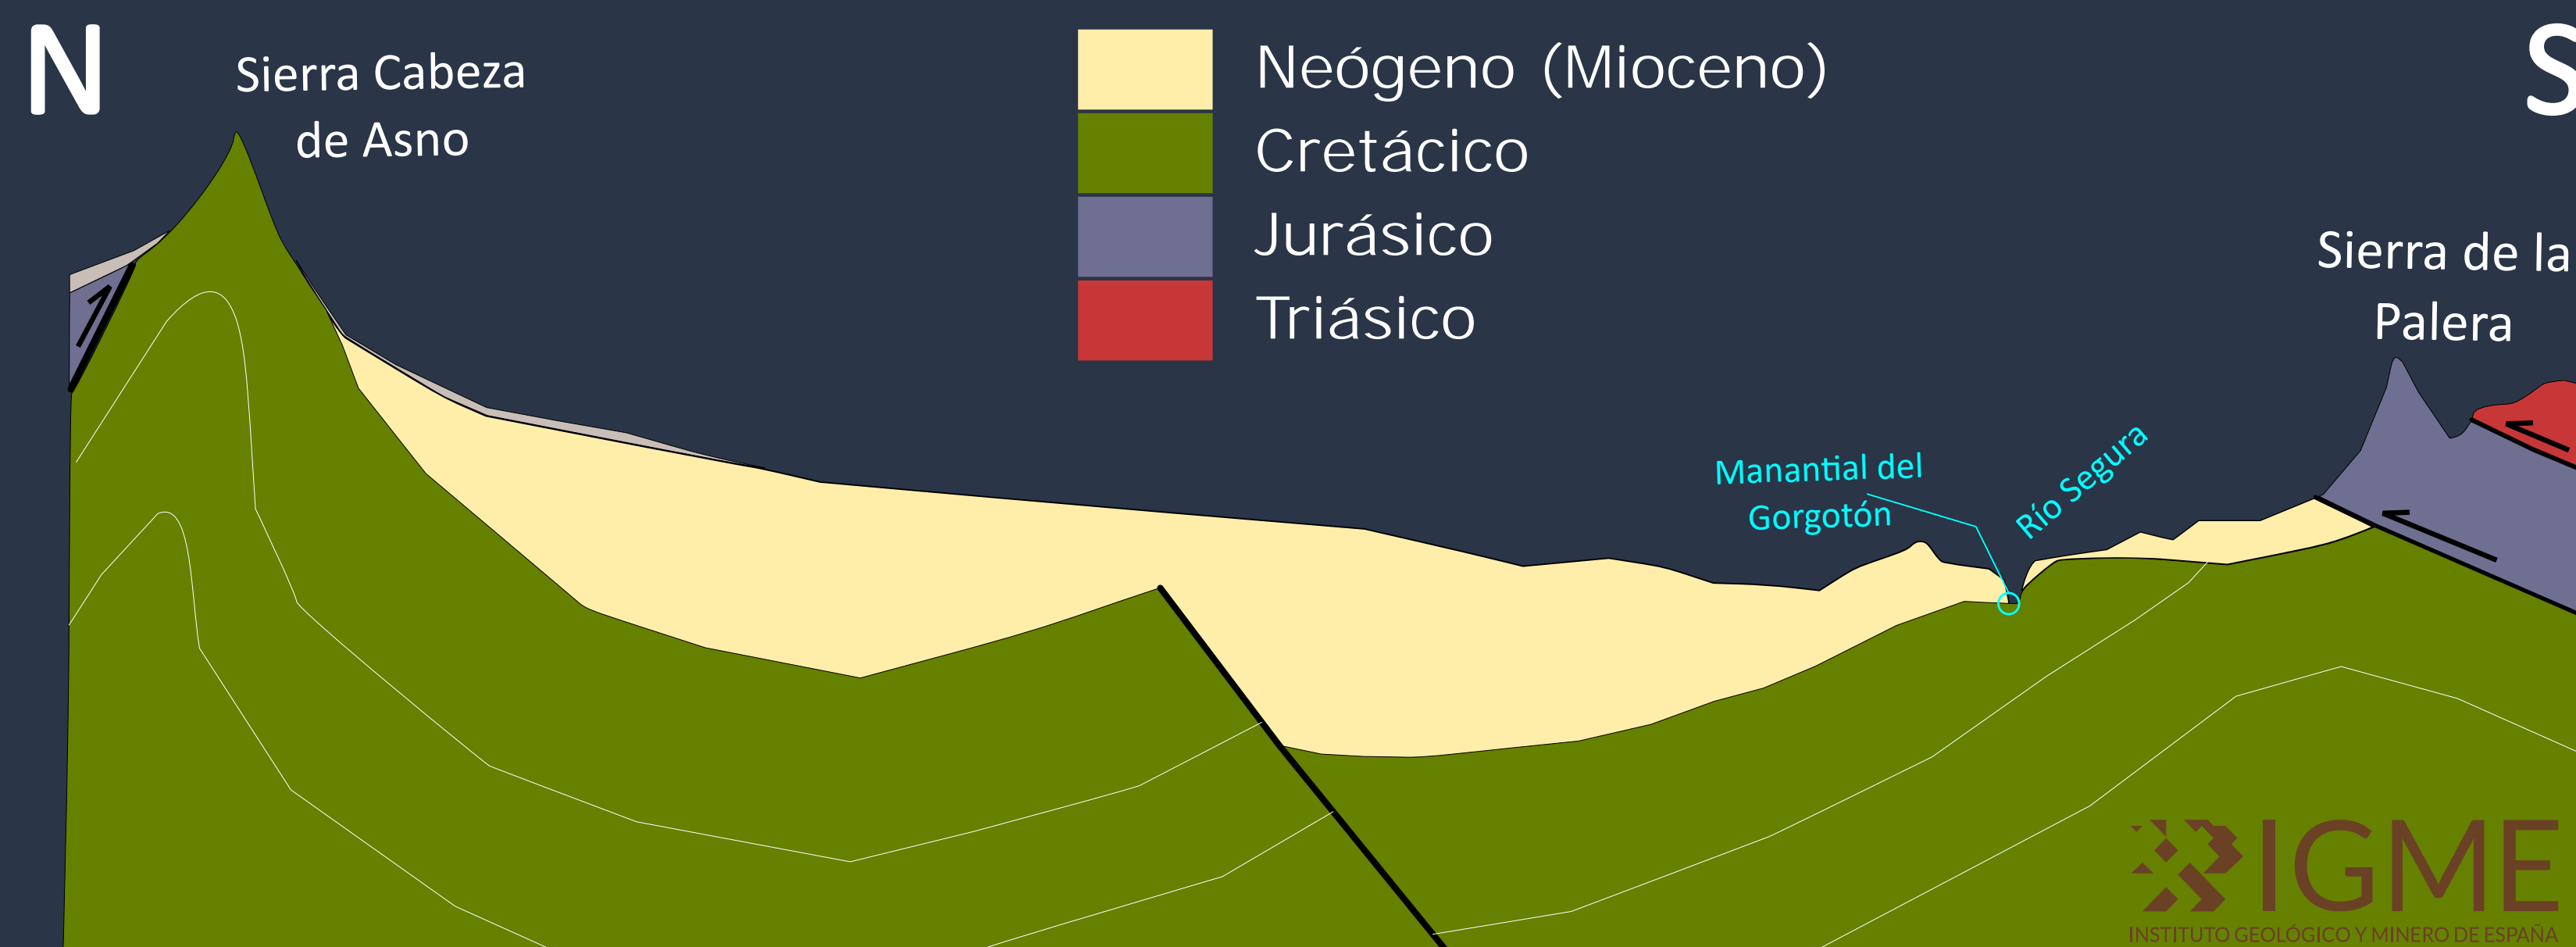 N
S
Sierra Cabeza
de Asno
Neógeno (Mioceno)
Cretácico
Jurásico
Triásico
Sierra de la
Palera
Manantial del
Gorgotón
Río Segura
IGME
INSTITUTO GEOLÓGICO Y MINERO DE ESPAÑA